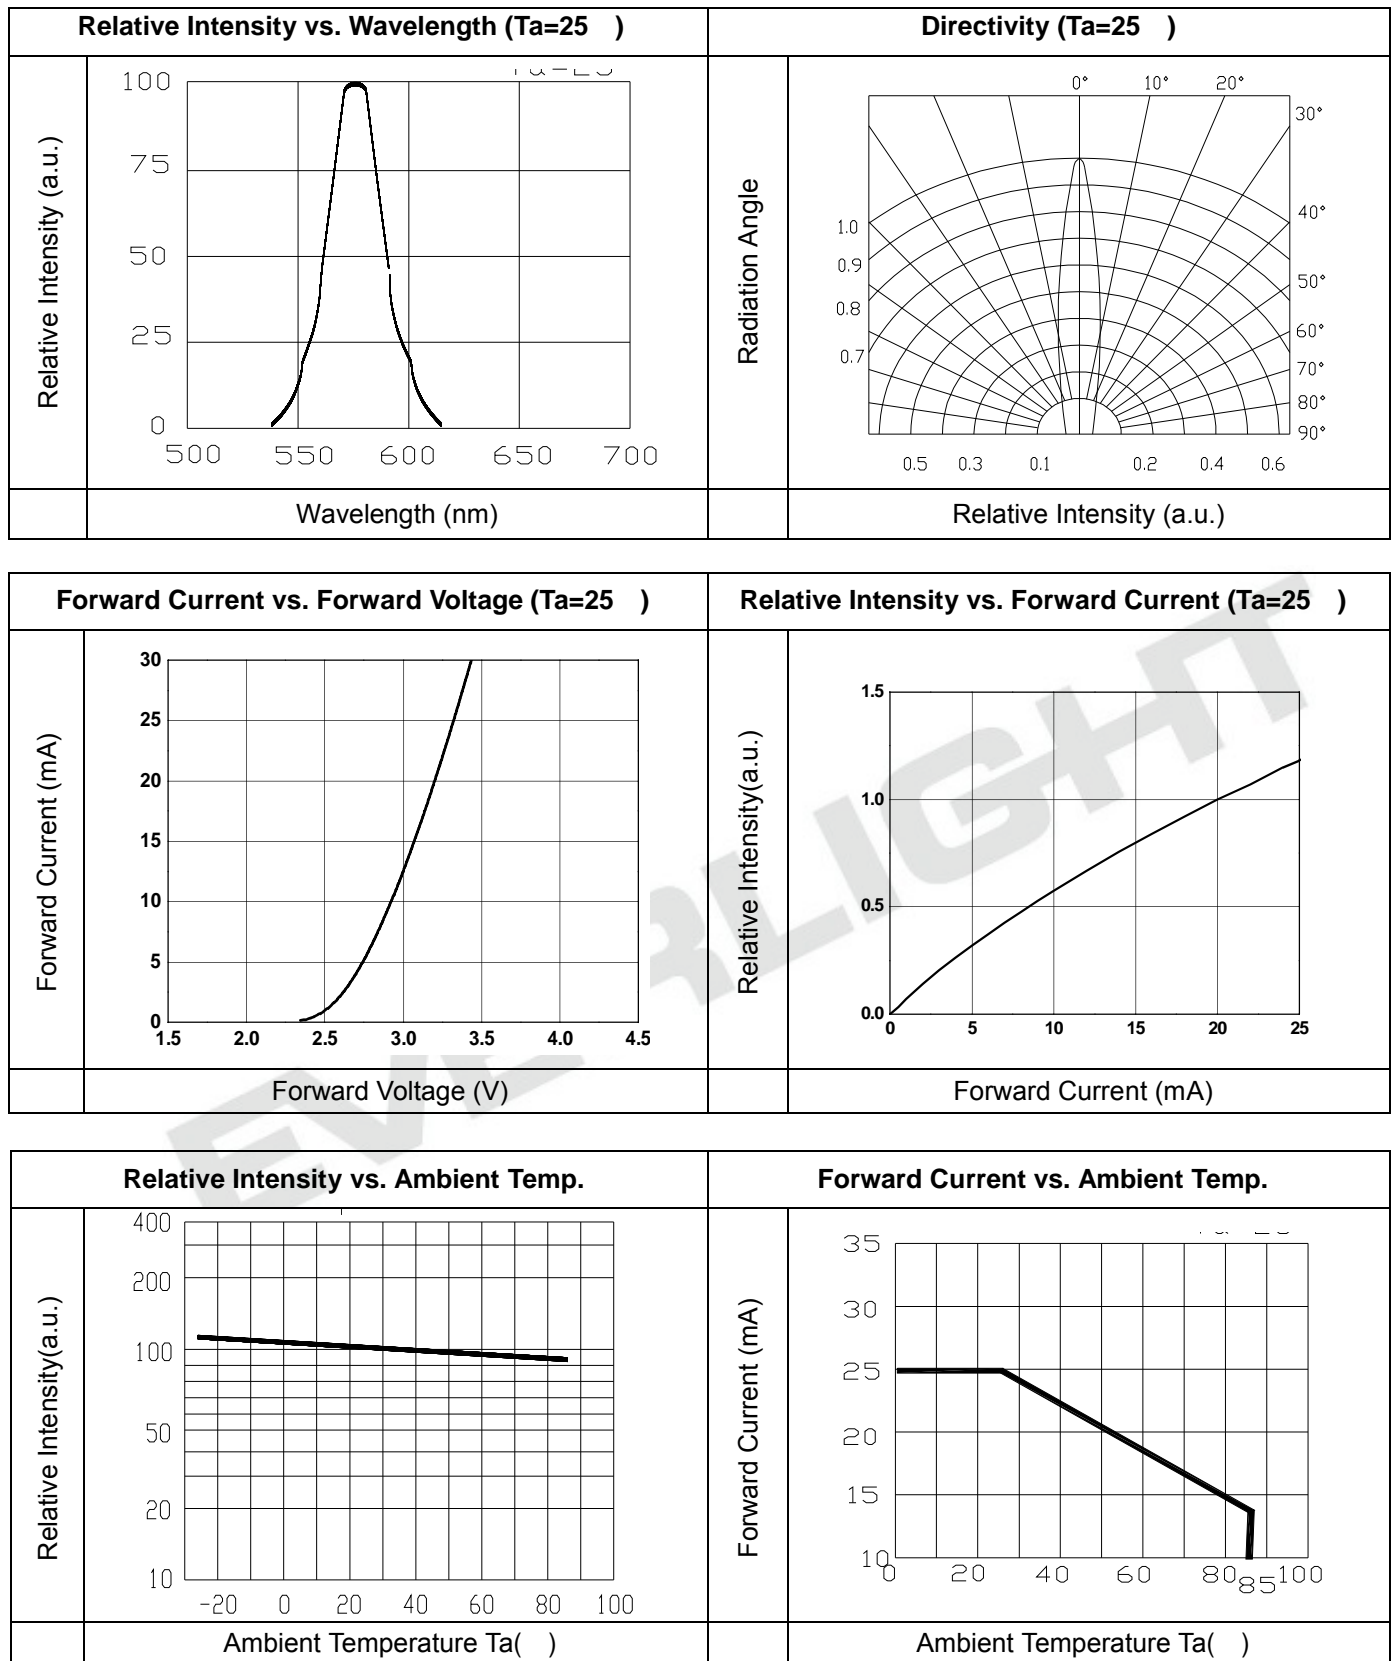 Relative Intensity vs. Wavelength (Ta=25 )
Relative Intensity (a.u.)
100
75
50
25
0
500 550 600 650 700
Wavelength (nm)
Directivity (Ta=25 )
Radiation Angle
0° 10° 20°
30°
40°
50°
60°
70°
80°
90°
1.0
0.9
0.8
0.7
0.5 0.3 0.1 0.2 0.4 0.6
Relative Intensity (a.u.)
Forward Current vs. Forward Voltage (Ta=25 )
Forward Current (mA)
30
25
20
15
10
5
0
1.5 2.0 2.5 3.0 3.5 4.0 4.5
Forward Voltage (V)
Relative Intensity vs. Forward Current (Ta=25 )
Relative Intensity(a.u.)
1.5
1.0
0.5
0.0
0 5 10 15 20 25
Forward Current (mA)
EVERLIGHT
Relative Intensity vs. Ambient Temp.
Relative Intensity(a.u.)
400
200
100
50
20
10
-20 0 20 40 60 80 100
Ambient Temperature Ta( )
Forward Current vs. Ambient Temp.
Forward Current (mA)
35
30
25
20
15
10
0 20 40 60 80 85 100
Ambient Temperature Ta( )